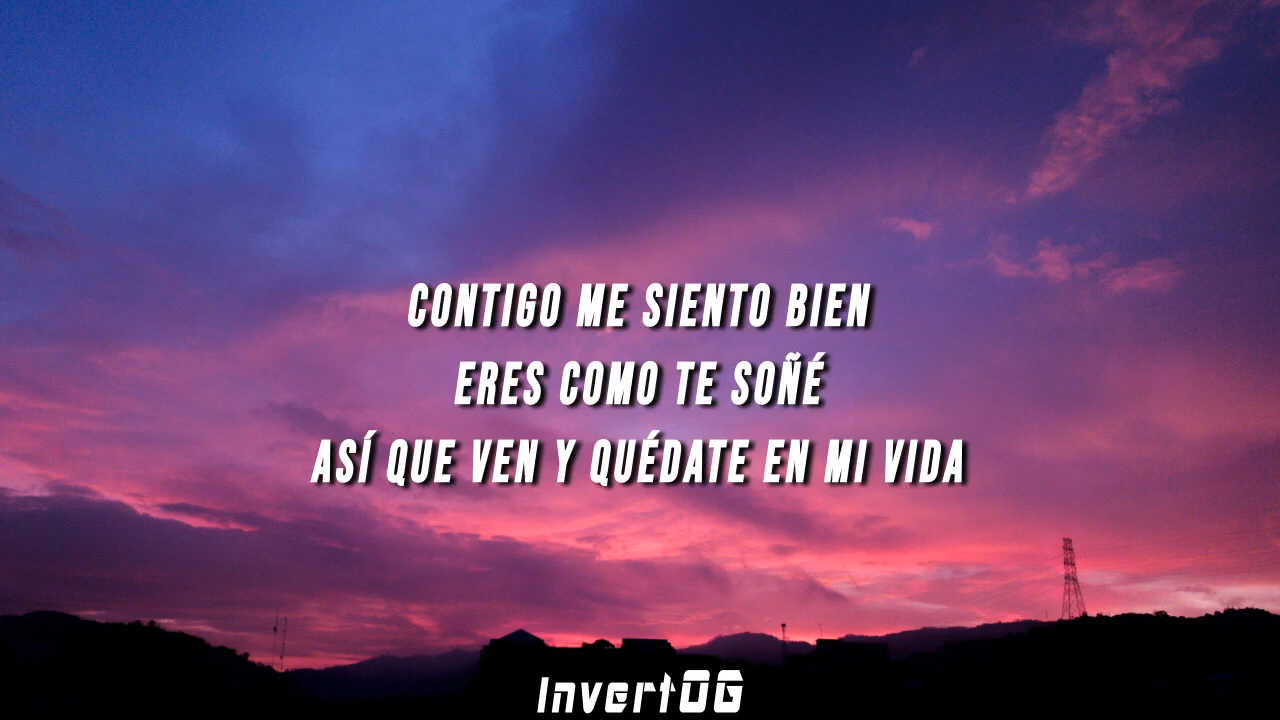 CONTIGO ME SIENTO BIEN
ERES COMO TE SOÑÉ
ASÍ QUE VEN Y QUÉDATE EN MI VIDA
InvertOG